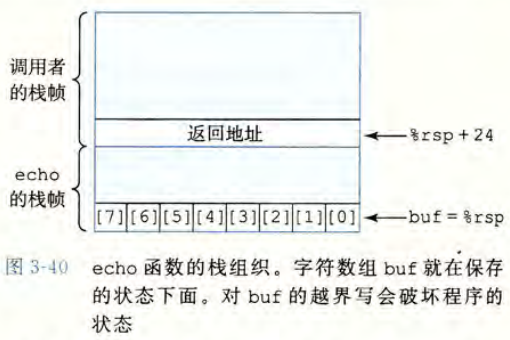 调用者
的栈帧
返回地址
%rsp+24
echo
的栈帧
[7][6][5][4][3][2][1][0]
buf=%rsp
图 3-40 echo 函数的栈组织。字符数组 buf 就在保存
的状态下面。对 buf 的越界写会破坏程序的
状态